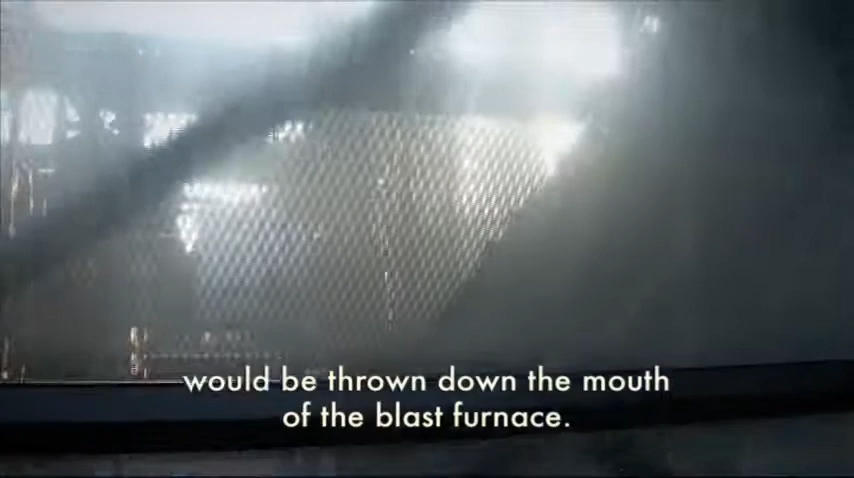 would be thrown down the mouth
of the blast furnace.